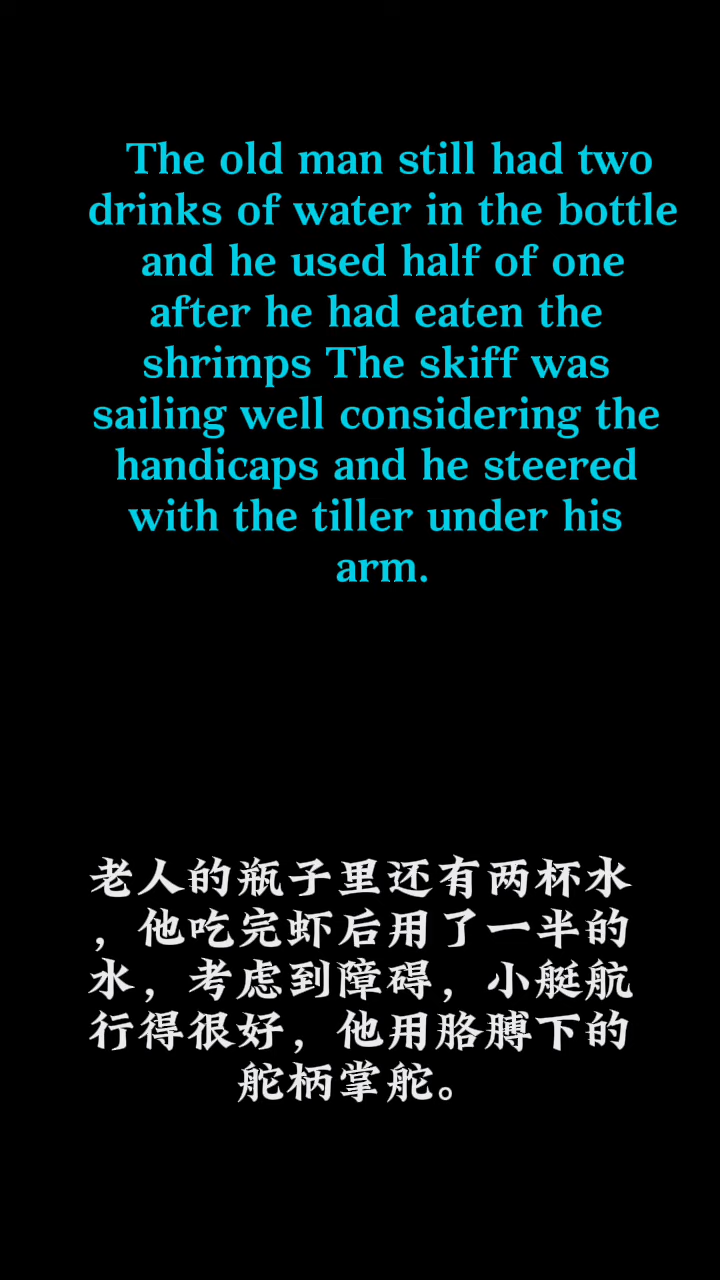 The old man still had two
drinks of water in the bottle
and he used half of one
after he had eaten the
shrimps The skiff was
sailing well considering the
handicaps and he steered
with the tiller under his
arm.
老人的瓶子里还有两杯水
，他吃完虾后用了一半的
水，考虑到障碍，小艇航
行得很好，他用胳膊下的
舵柄掌舵。